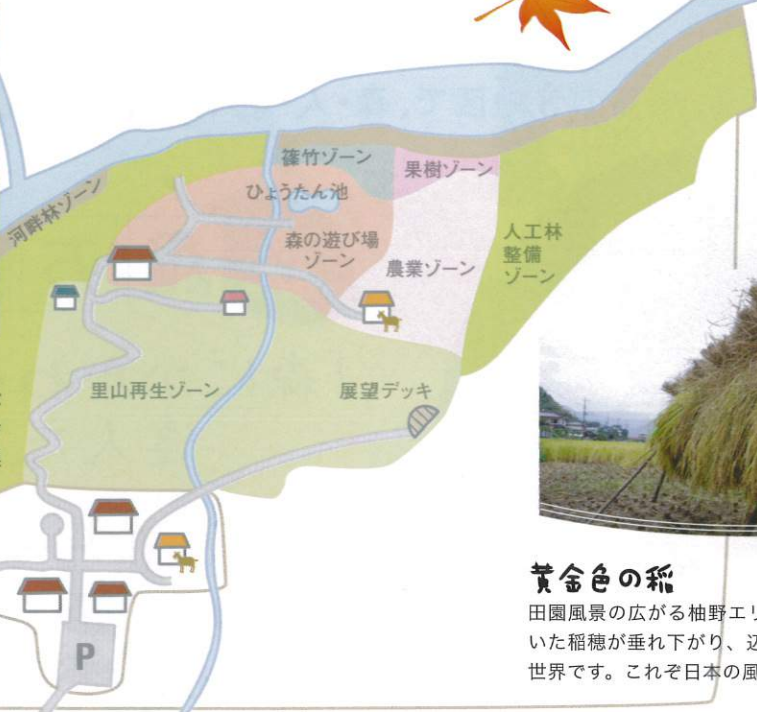 篠竹ゾーン
果樹ゾーン
ひょうたん池
河畔林ゾーン
森の遊び場
ゾーン
農業ゾーン
人工林
整備
ゾーン
里山再生ゾーン
展望デッキ
P
黄金色の稲
田園風景の広がる柚野エリ
いた稲穂が垂れ下がり、辺
世界です。これぞ日本の風